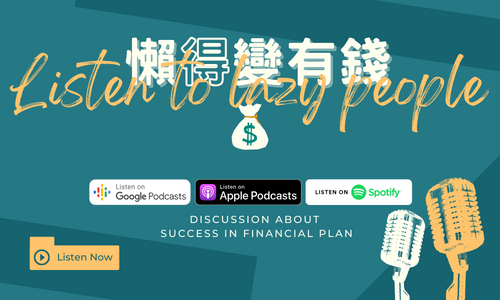 懶得變有錢
Listen to lazy people
$
Listen on
Google Podcasts
Listen on
Apple Podcasts
LISTEN ON
Spotify
DISCUSSION ABOUT
SUCCESS IN FINANCIAL PLAN
Listen Now